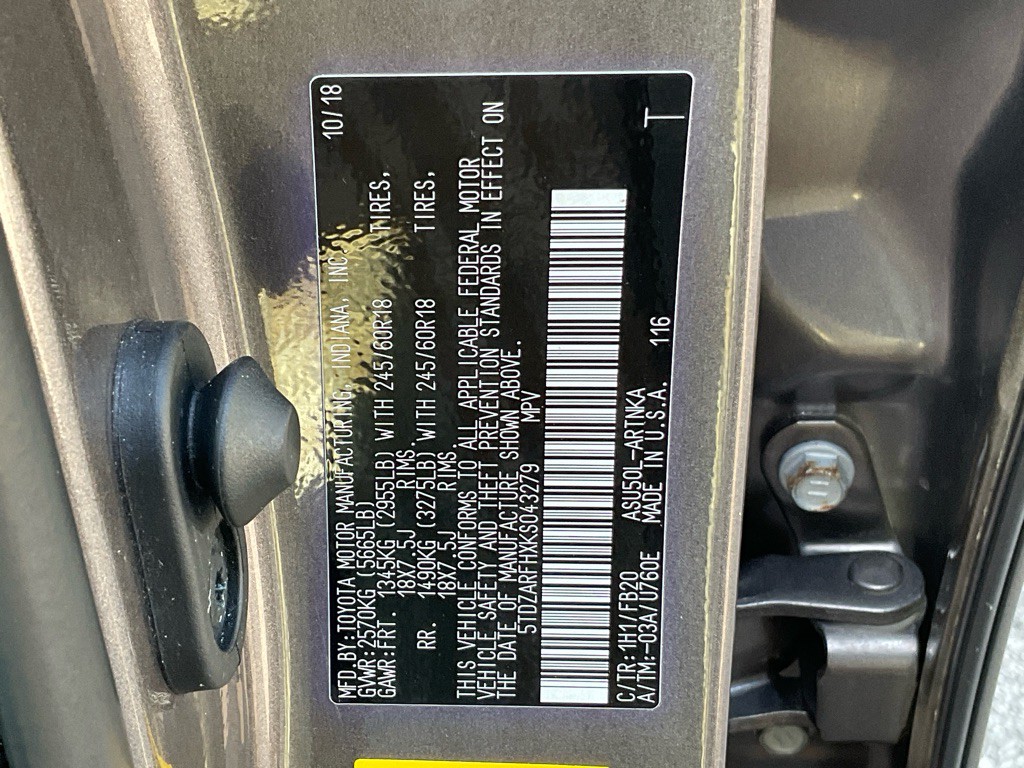 MFD.BY:TOYOTA MOTOR MANUFACTURING, INDIANA, INC. 10/18
GVWR:2570KG (5665LB)
GAWR:FRT. 1345KG (2955LB) WITH 245/60R18 TIRES,
18X7.5J RIMS.
RR. 1490KG (3275LB) WITH 245/60R18 TIRES,
18X7.5J RIMS.
THIS VEHICLE CONFORMS TO ALL APPLICABLE FEDERAL MOTOR
VEHICLE SAFETY AND THEFT PREVENTION STANDARDS IN EFFECT ON
THE DATE OF MANUFACTURE SHOWN ABOVE.
5TDZARFHXKS043279 MPV
C/TR:1H1/FB20 ASU50L-ARTNKA 116
A/TM:-03A/U760E MADE IN U.S.A. T